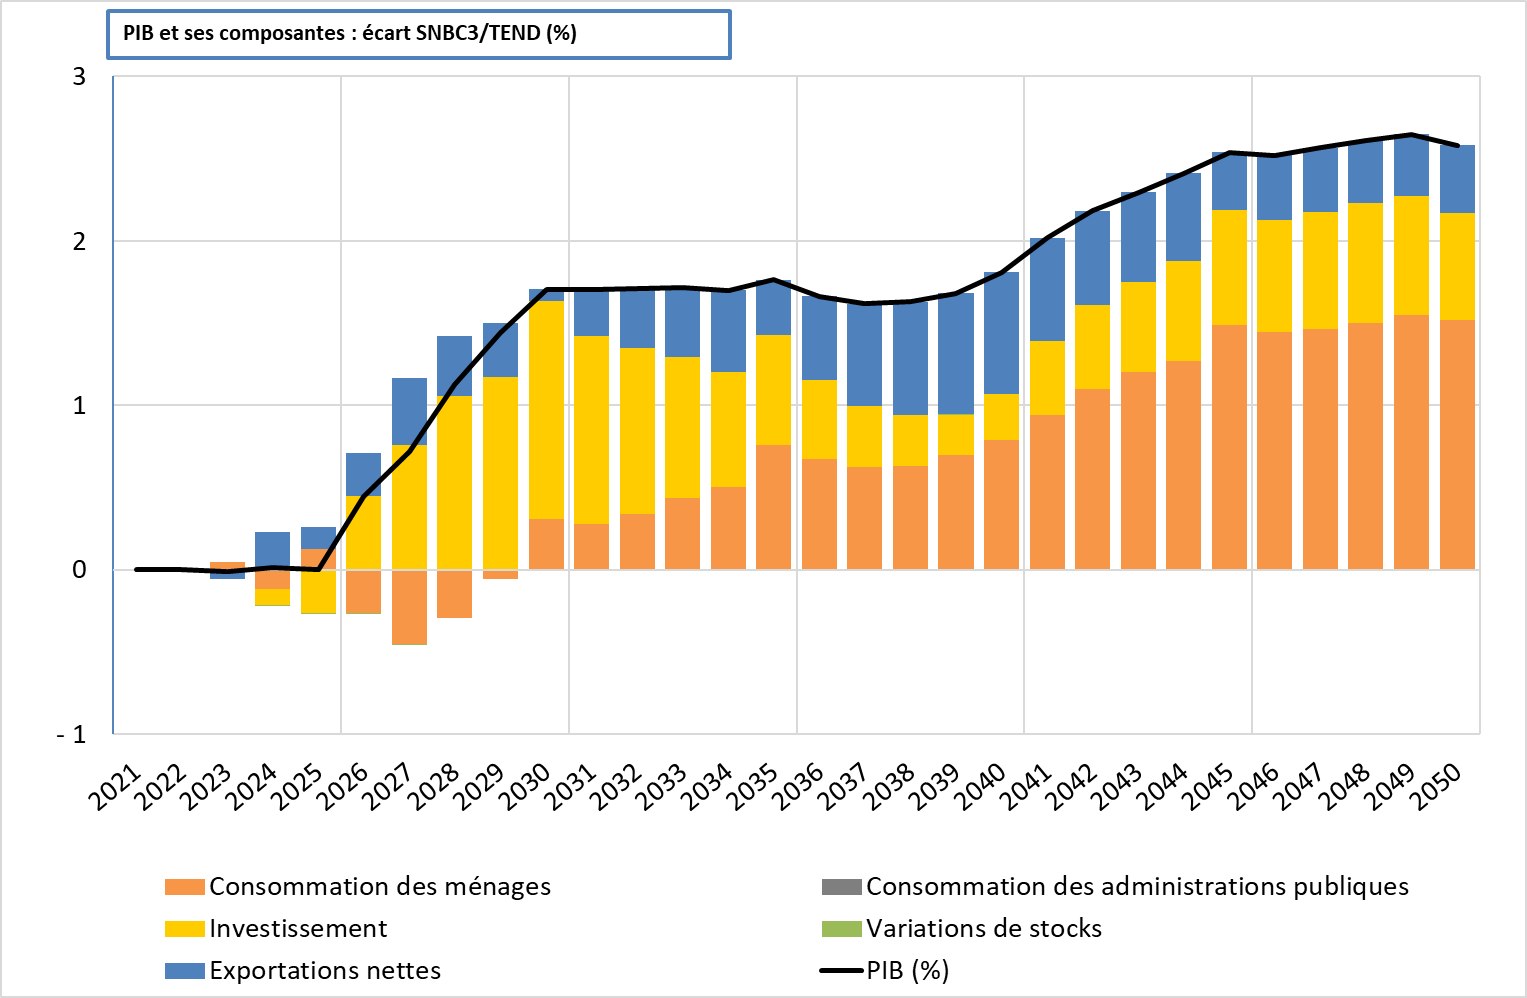 PIB et ses composantes : écart SNBC3/TEND (%)
3
2
1
0
- 1
2021 2022 2023 2024 2025 2026 2027 2028 2029 2030 2031 2032 2033 2034 2035 2036 2037 2038 2039 2040 2041 2042 2043 2044 2045 2046 2047 2048 2049 2050
Consommation des ménages
Consommation des administrations publiques
Investissement
Variations de stocks
Exportations nettes
PIB (%)